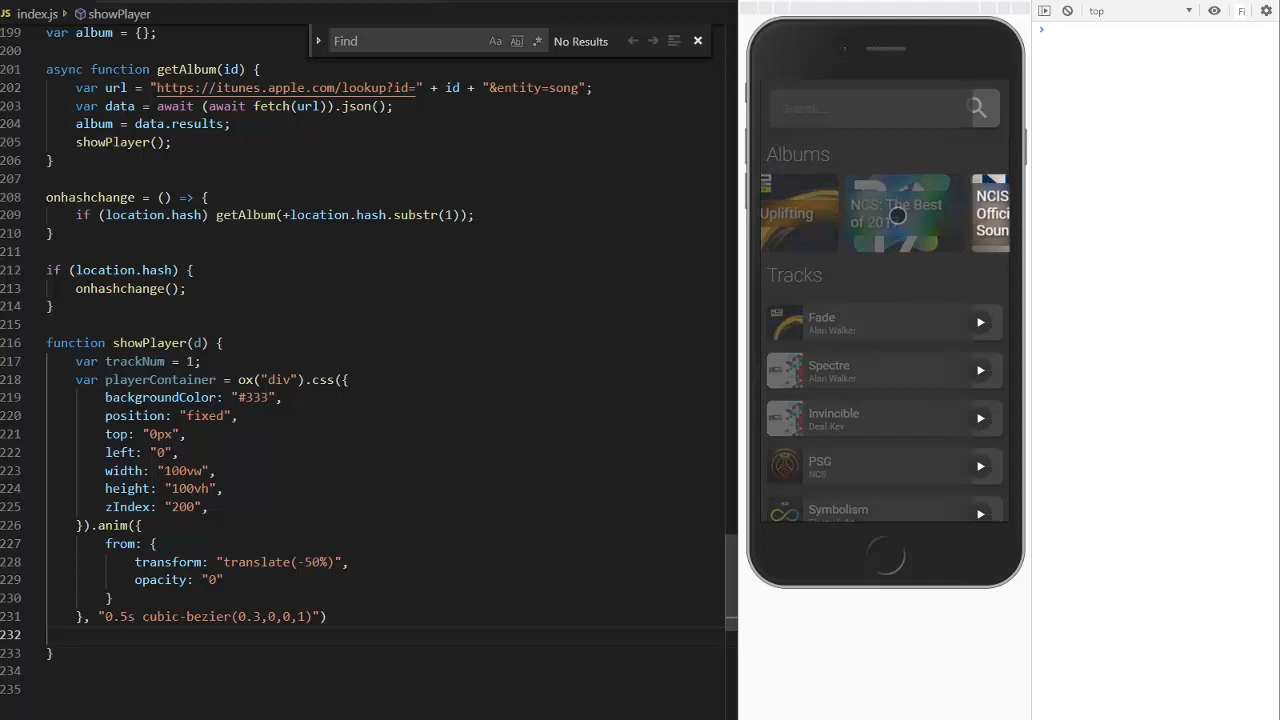 JS index.js > showPlayer
199 var album = {};
200
201 async function getAlbum(id) {
202 var url = "https://itunes.apple.com/lookup?id=" + id + "&entity=song";
203 var data = await (await fetch(url)).json();
204 album = data.results;
205 showPlayer();
206 }
207
208 onhashchange = () => {
209 if (location.hash) getAlbum(+location.hash.substr(1));
210 }
211
212 if (location.hash) {
213 onhashchange();
214 }
215
216 function showPlayer(d) {
217 var trackNum = 1;
218 var playerContainer = ox("div").css({
219 backgroundColor: "#333",
220 position: "fixed",
221 top: "0px",
222 left: "0",
223 width: "100vw",
224 height: "100vh",
225 zIndex: "200",
226 }).anim({
227 from: {
228 transform: "translate(-50%)",
229 opacity: "0"
230 }
231 }, "0.5s cubic-bezier(0.3,0,0,1)")
232
233 }
234
235
Find
Aa Ab .* No Results
Search...
Albums
Uplifting
NCS: The Best
of 2017
NCIS
Offici
Soun
Tracks
Fade
Alan Walker
Spectre
Alan Walker
Invincible
Deaf Kev
PSG
NCS
Symbolism
top
Fi